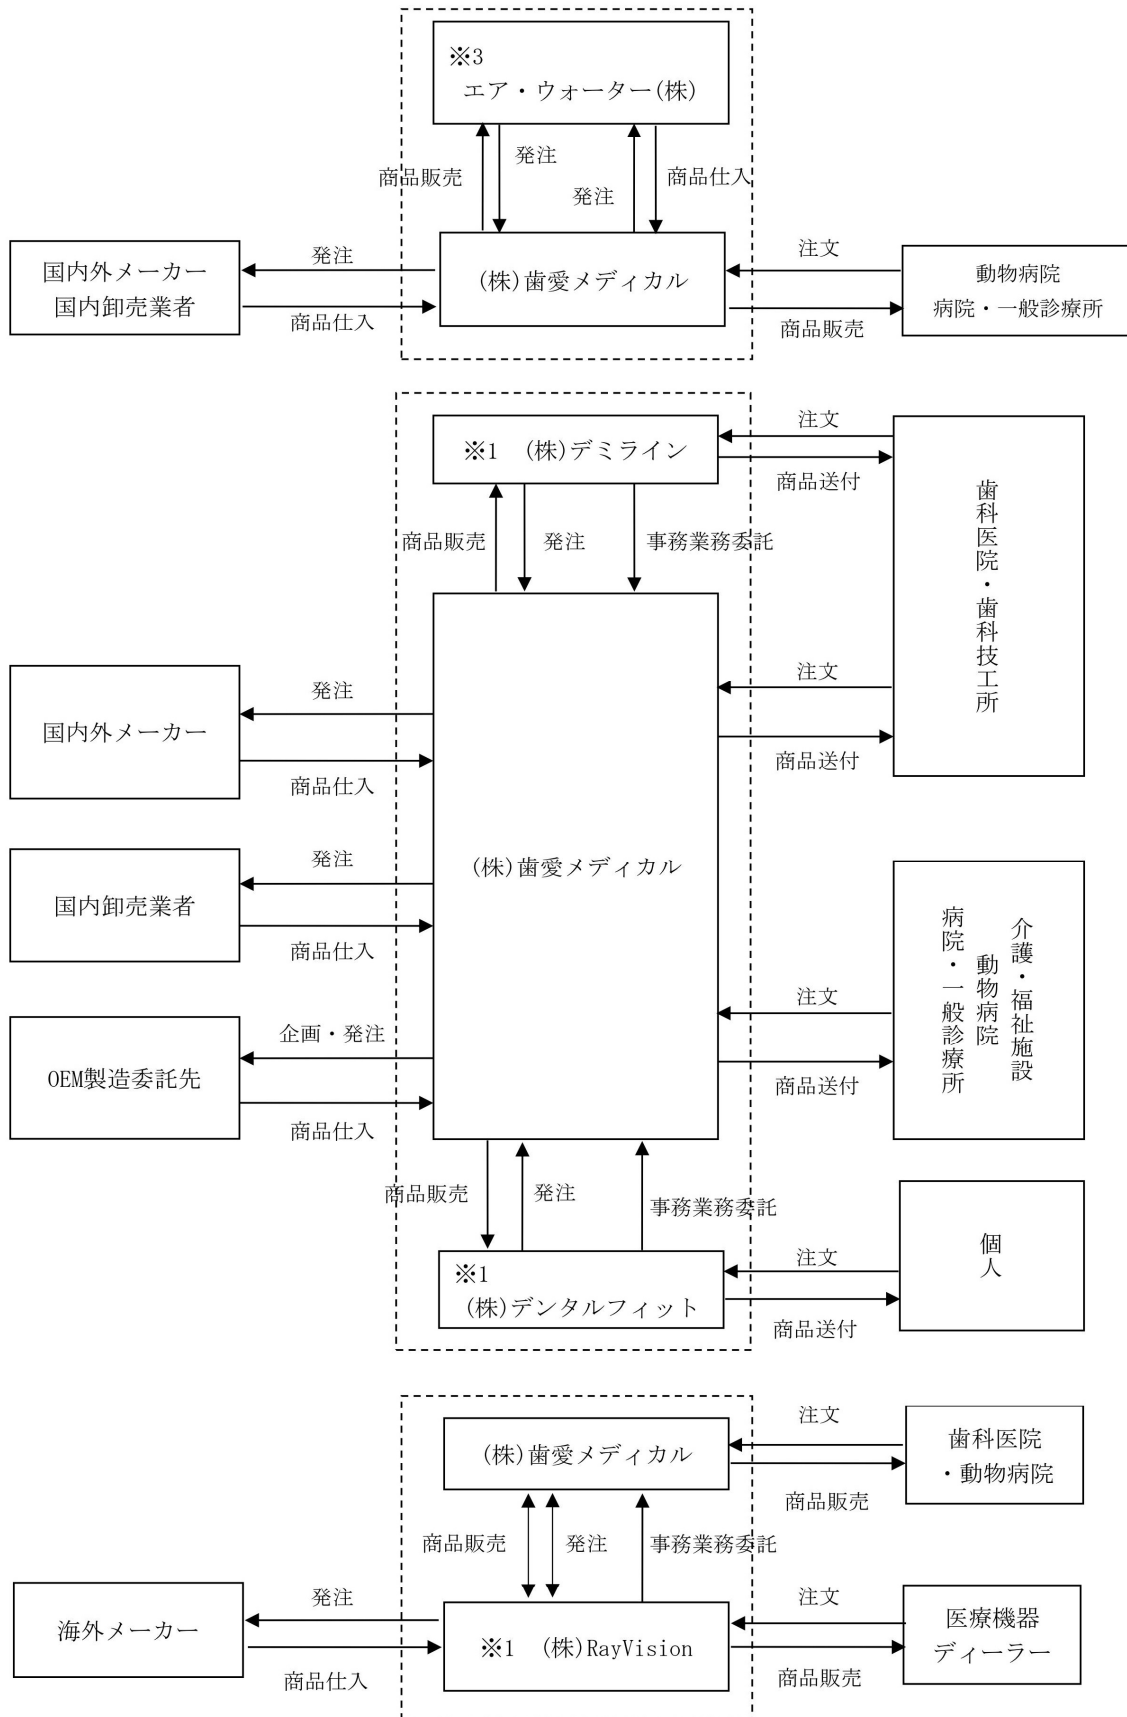 ※3
エア・ウォーター(株)
商品販売
発注
発注
商品仕入
国内外メーカー
国内卸売業者
発注
商品仕入
(株)歯愛メディカル
注文
商品販売
動物病院
病院・一般診療所
※1 (株)デミライン
注文
商品送付
商品販売
発注
事務業務委託
歯科医院・歯科技工所
国内外メーカー
発注
商品仕入
注文
商品送付
(株)歯愛メディカル
国内卸売業者
発注
商品仕入
介護・福祉施設
動物病院
病院・一般診療所
注文
商品送付
OEM製造委託先
企画・発注
商品仕入
商品販売
発注
事務業務委託
※1
(株)デンタルフィット
注文
商品送付
個人
(株)歯愛メディカル
注文
商品販売
歯科医院
・動物病院
商品販売
発注
事務業務委託
海外メーカー
発注
商品仕入
※1 (株)RayVision
注文
商品販売
医療機器
ディーラー